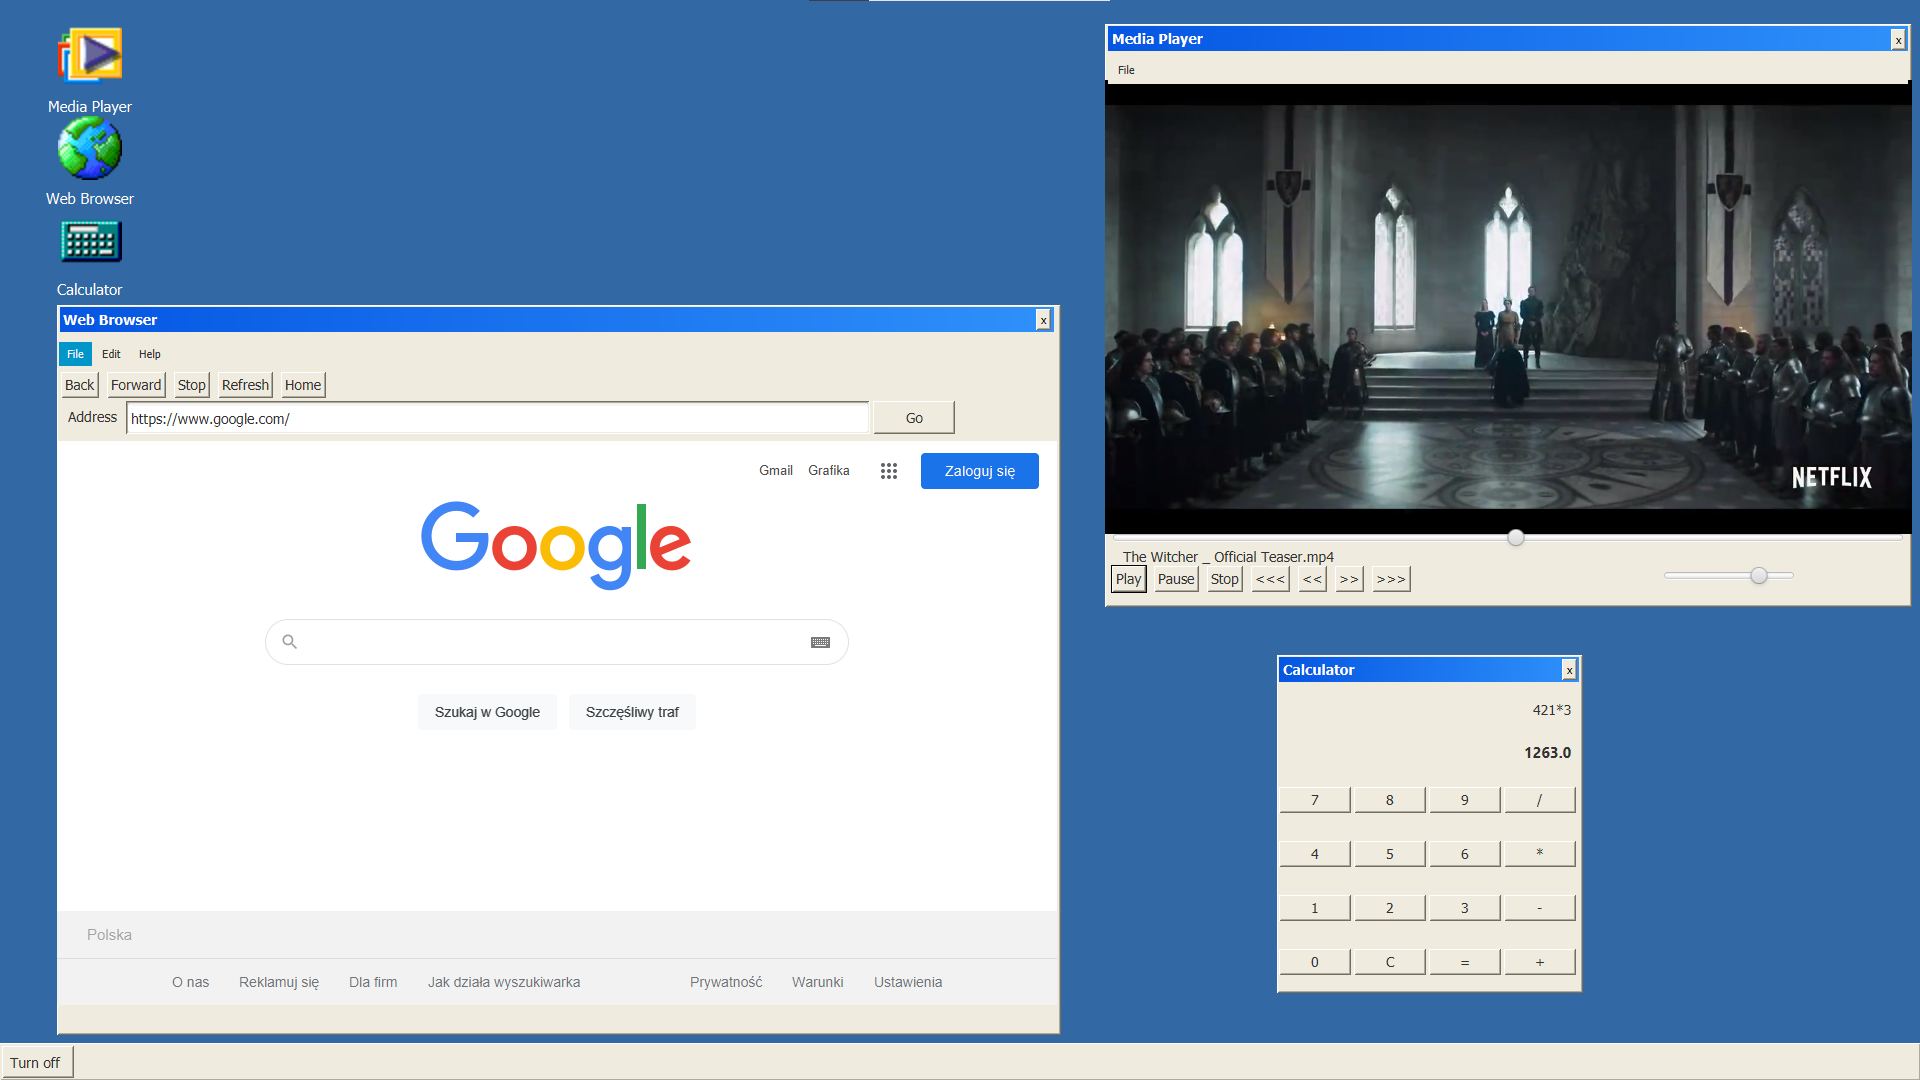 Media Player
Web Browser
Calculator
Web Browser
x
File Edit Help
Back Forward Stop Refresh Home
Address https://www.google.com/ Go
Gmail Grafika Zaloguj się
Google
Szukaj w Google Szczęśliwy traf
Polska
O nas Reklamuj się Dla firm Jak działa wyszukiwarka Prywatność Warunki Ustawienia
Media Player
x
File
NETFLIX
The Witcher _ Official Teaser.mp4
Play Pause Stop <<< << >> >>>
Calculator
x
421*3
1263.0
7 8 9 /
4 5 6 *
1 2 3 -
0 C = +
Turn off